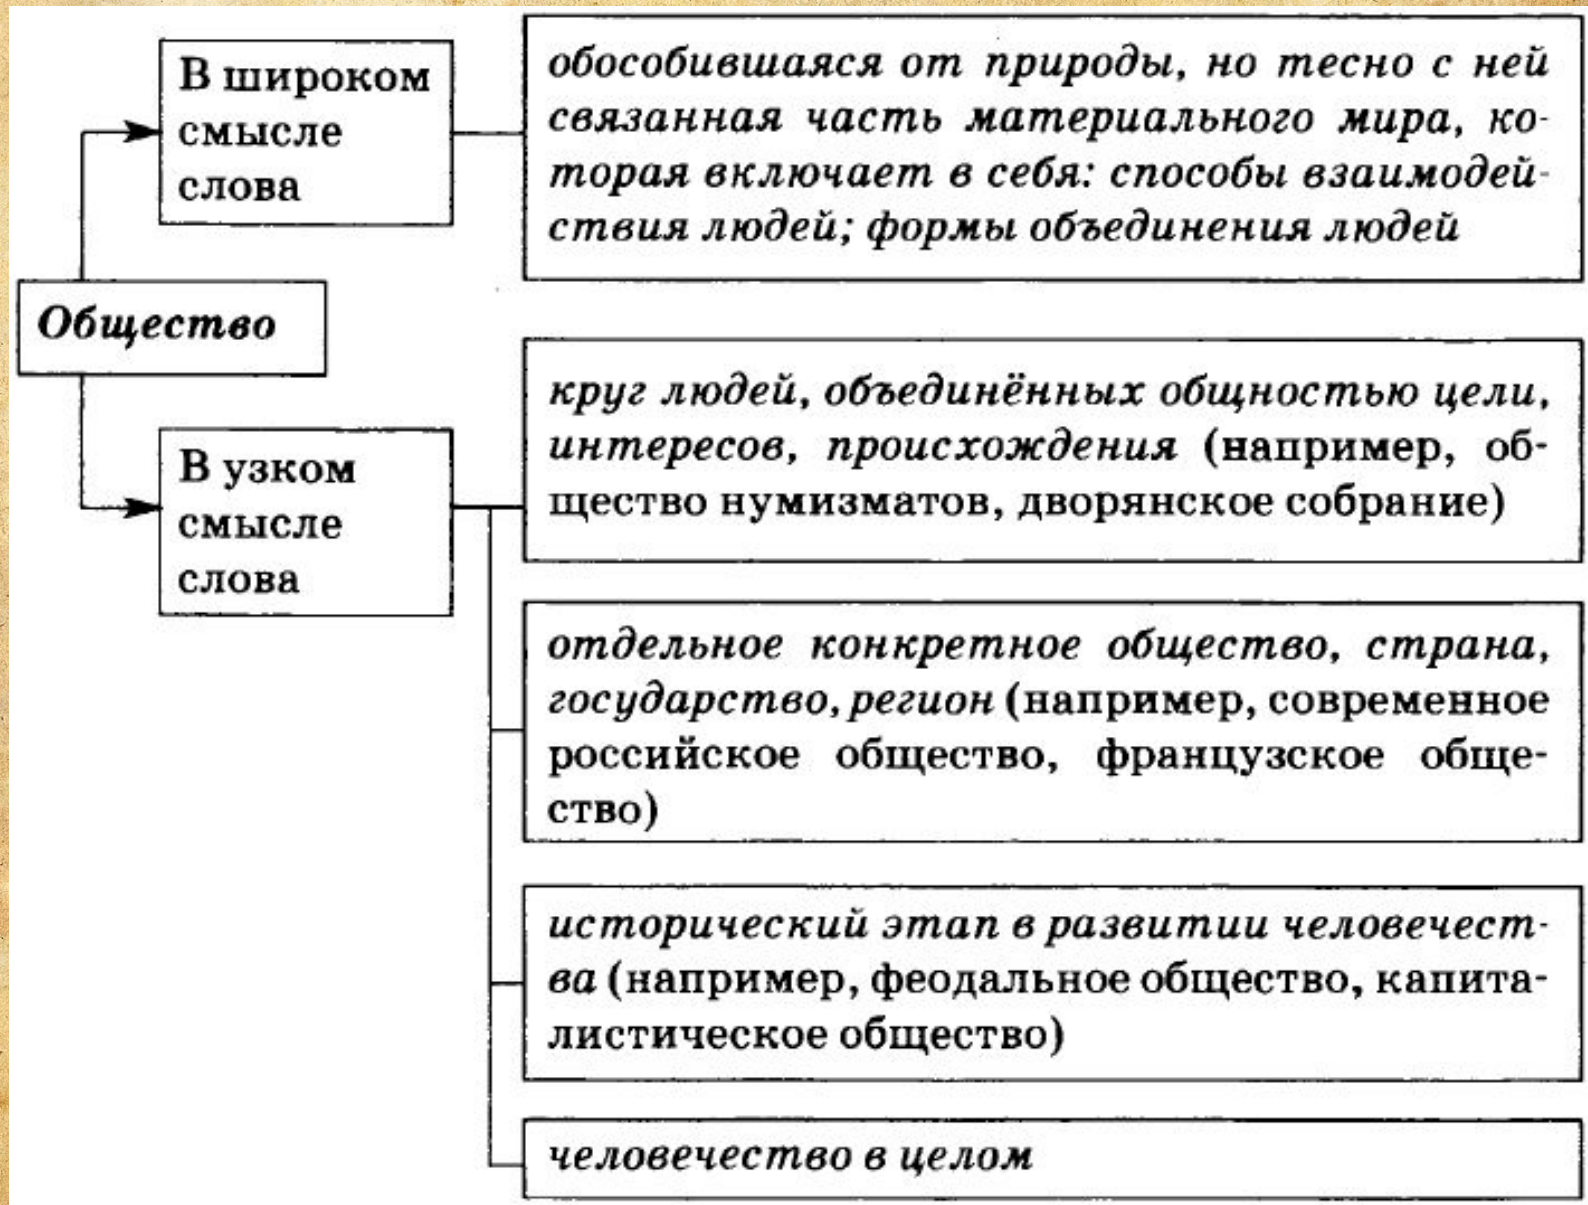 Общество
В широком
смысле
слова
обособившаяся от природы, но тесно с ней
связанная часть материального мира, ко-
торая включает в себя: способы взаимодей-
ствия людей; формы объединения людей
В узком
смысле
слова
круг людей, объединённых общностью цели,
интересов, происхождения (например, об-
щество нумизматов, дворянское собрание)
отдельное конкретное общество, страна,
государство, регион (например, современное
российское общество, французское обще-
ство)
исторический этап в развитии человечест-
ва (например, феодальное общество, капита-
листическое общество)
человечество в целом